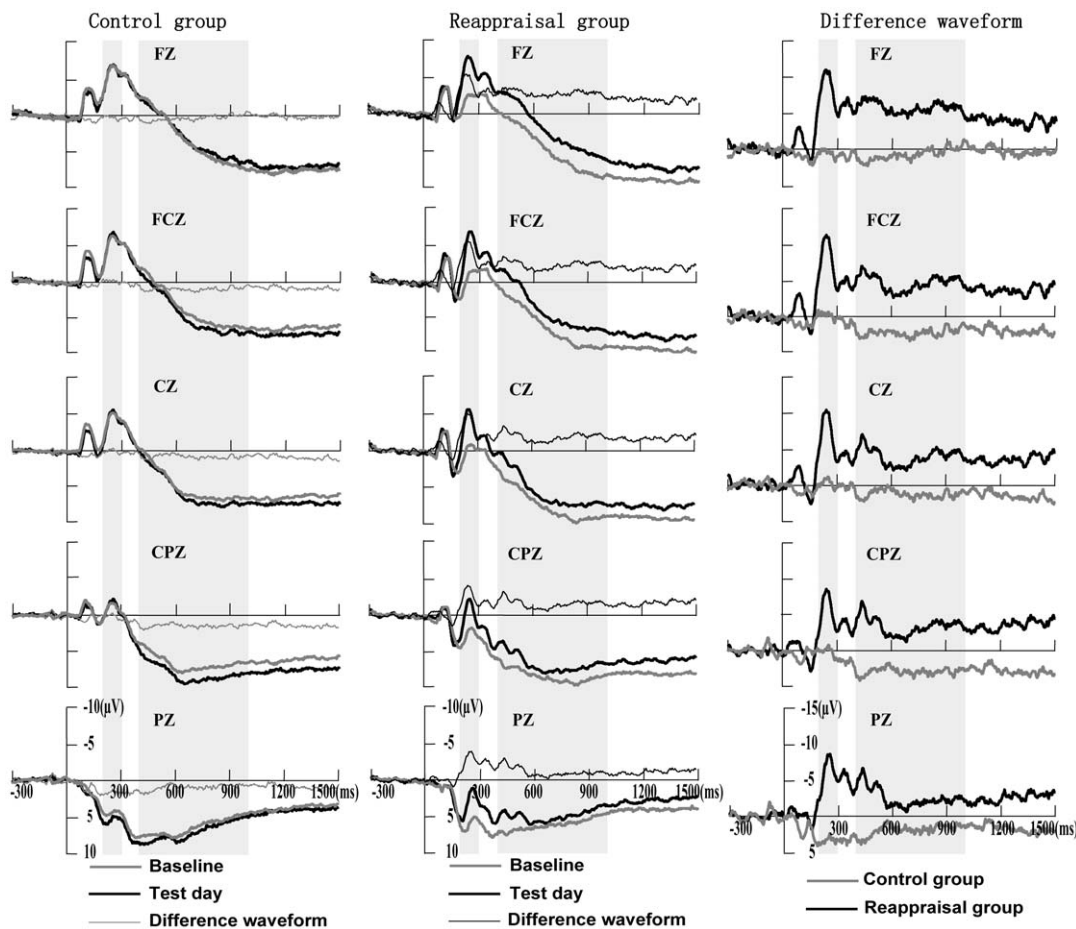 Control group
Reappraisal group
Difference waveform
FZ
FZ
FZ
FCZ
FCZ
FCZ
CZ
CZ
CZ
CPZ
CPZ
CPZ
-10(μV)
-5
5
10
PZ
-300
300
600
900
1200
1500(ms)
-10(μV)
-5
5
10
PZ
-300
300
600
900
1200
1500(ms)
-15(μV)
-10
-5
5
PZ
-300
300
600
900
1200
1500(ms)
Baseline
Test day
Difference waveform
Baseline
Test day
Difference waveform
Control group
Reappraisal group